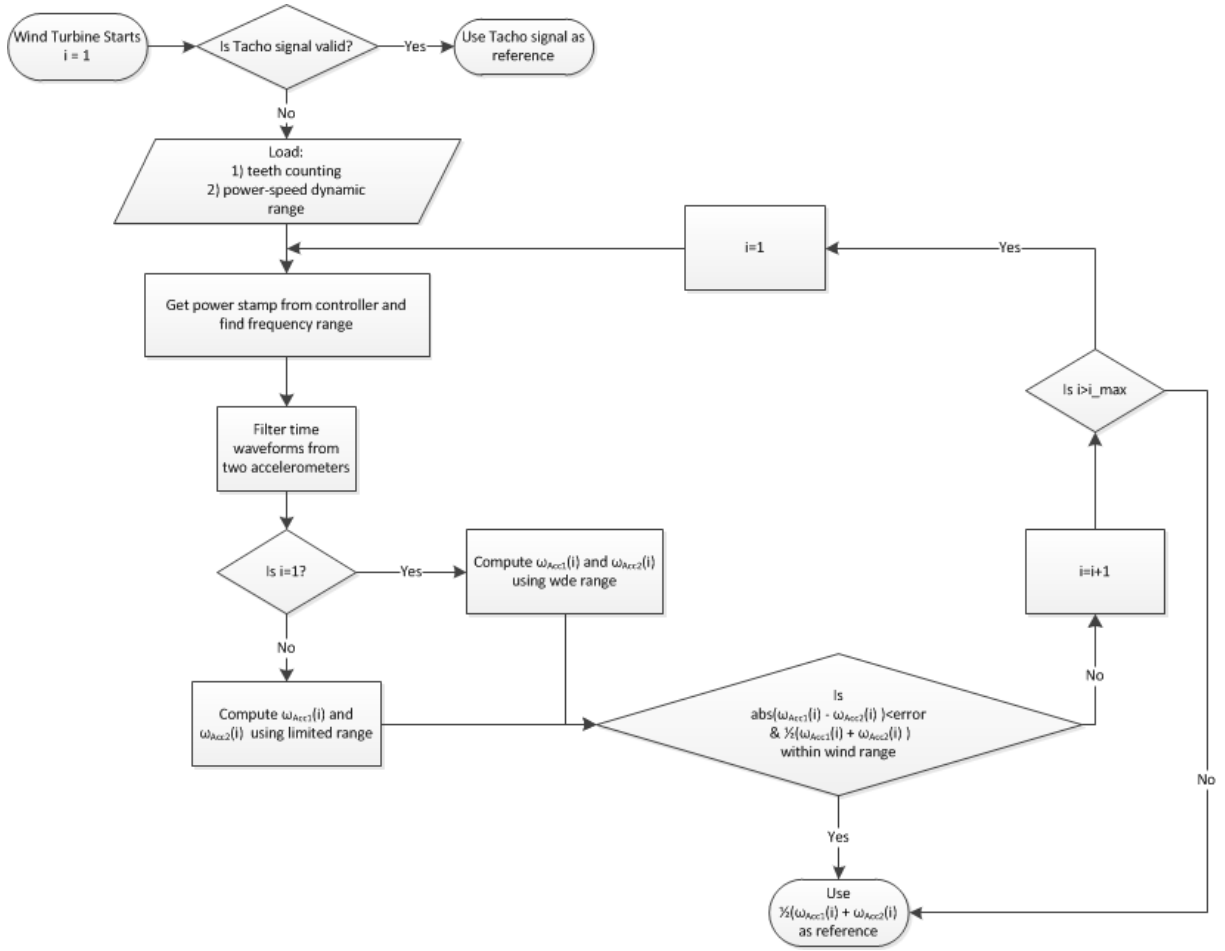 Wind Turbine Starts
i = 1
Is Tacho signal valid?
Yes
Use Tacho signal as
reference
No
Load:
1) teeth counting
2) power-speed dynamic
range
i=1
Yes
Get power stamp from controller and
find frequency range
Is i>i_max
Filter time
waveforms from
two accelerometers
Is i=1?
Yes
Compute ωAcc1(i) and ωAcc2(i)
using wde range
i=i+1
No
No
Compute ωAcc1(i) and
ωAcc2(i) using limited range
Is
abs(ωAcc1(i) - ωAcc2(i) )<error
& ½(ωAcc1(i) + ωAcc2(i) )
within wind range
No
Yes
Use
½(ωAcc1(i) + ωAcc2(i)
as reference